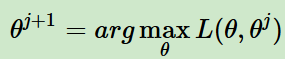 θ^{j+1} = arg max_θ L(θ, θ^j)